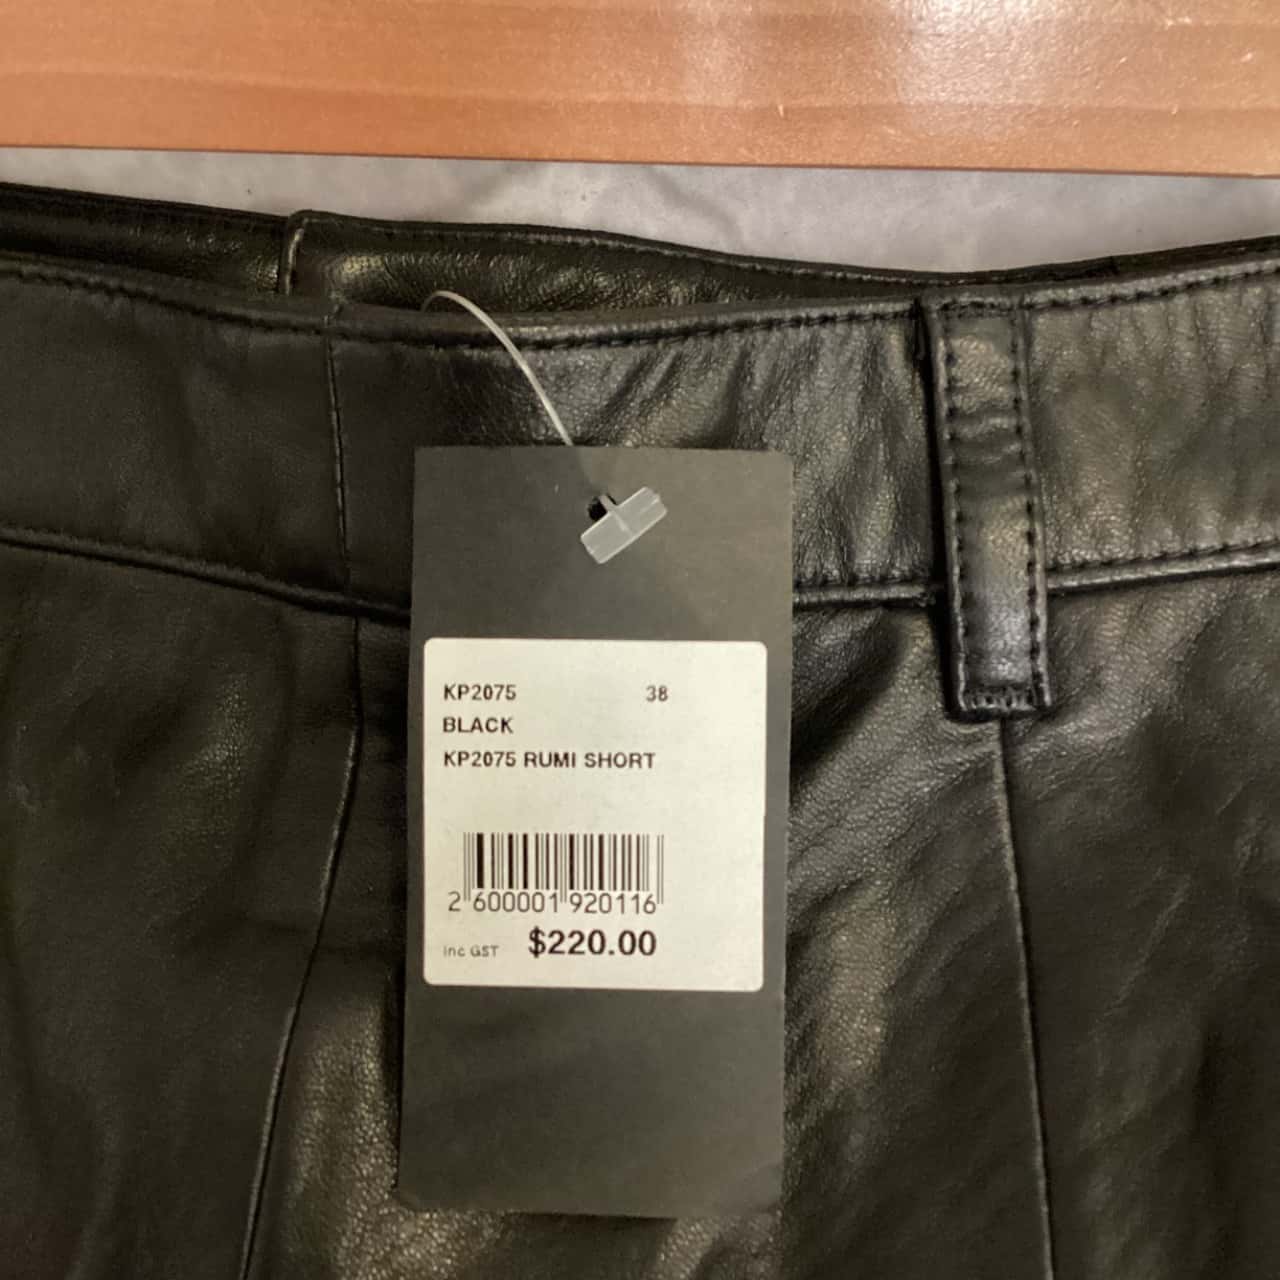 KP2075 38
BLACK
KP2075 RUMI SHORT
2 600001 920116
inc GST $220.00